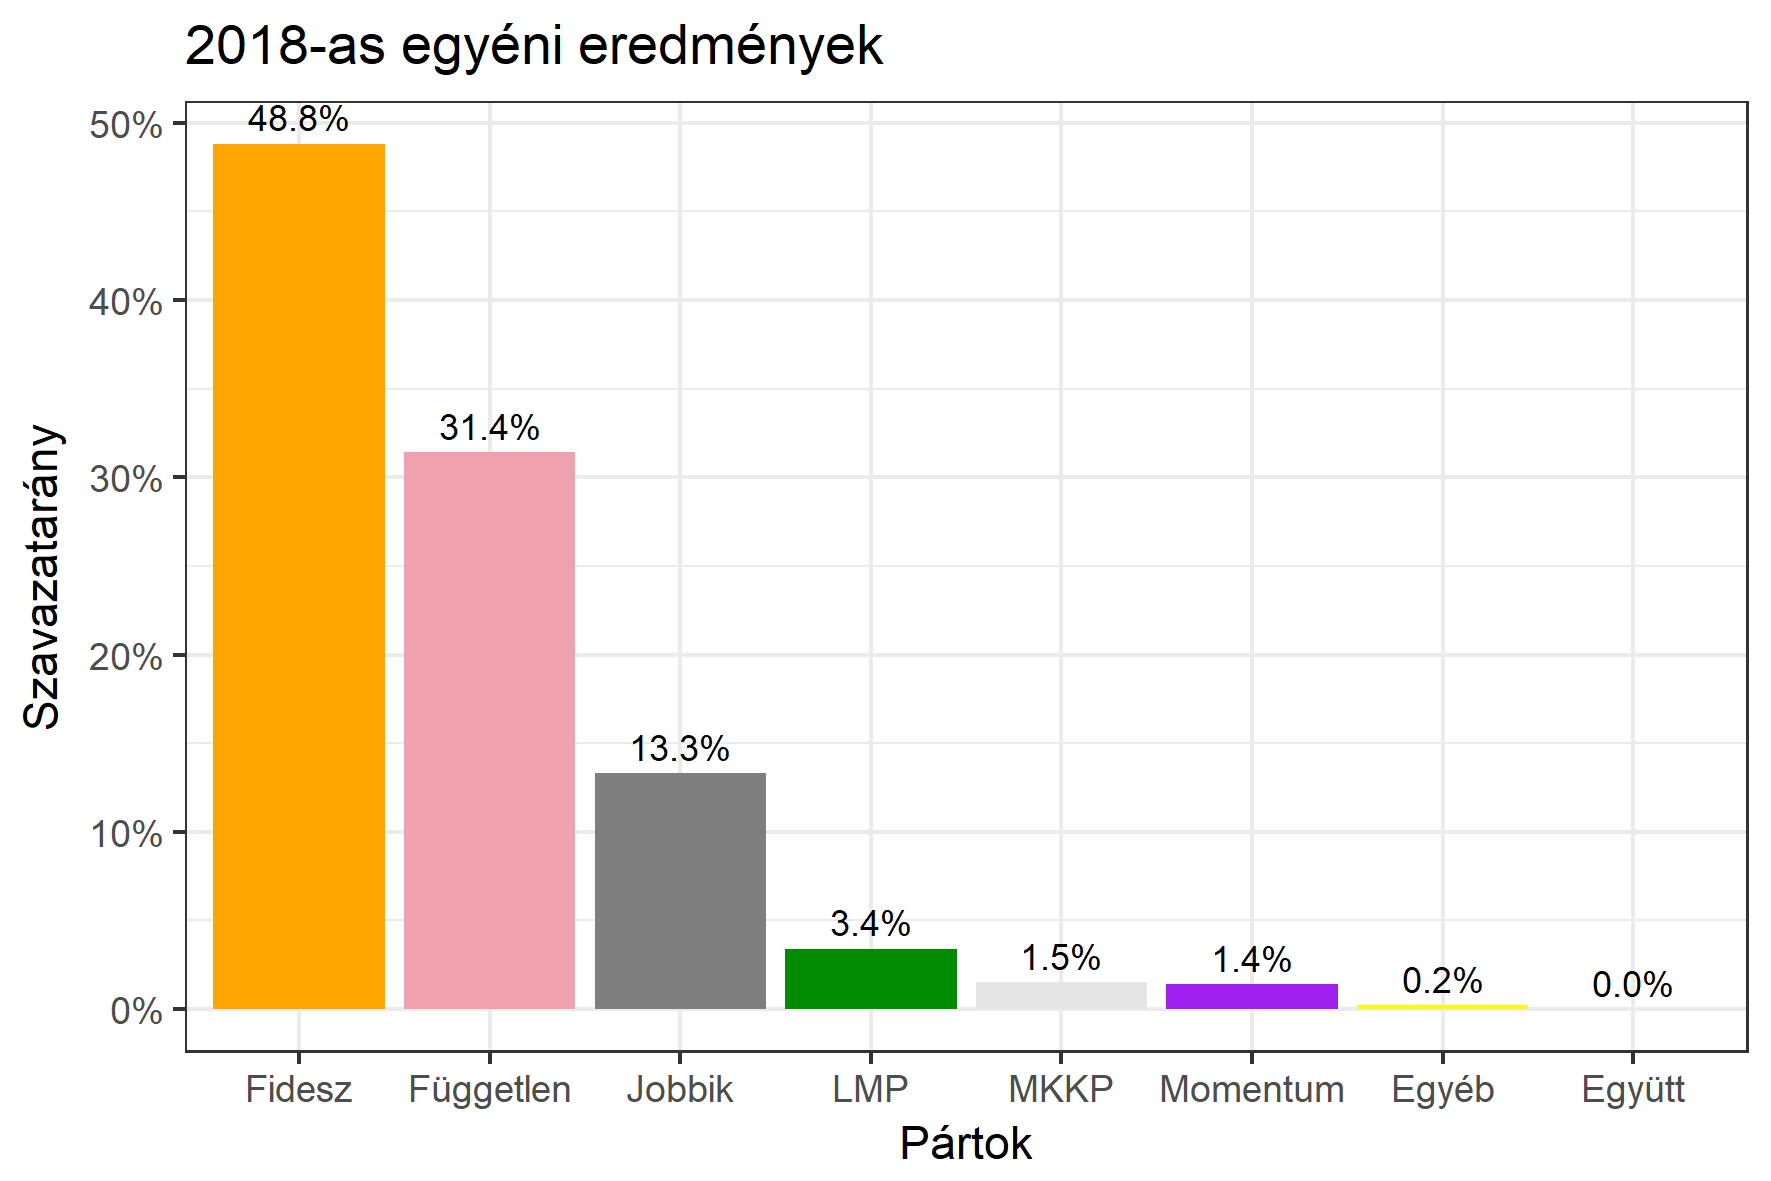 2018-as egyéni eredmények
Szavazatarány
50%
40%
30%
20%
10%
0%
48.8%
31.4%
13.3%
3.4%
1.5%
1.4%
0.2%
0.0%
Fidesz
Független
Jobbik
LMP
MKKP
Momentum
Egyéb
Együtt
Pártok